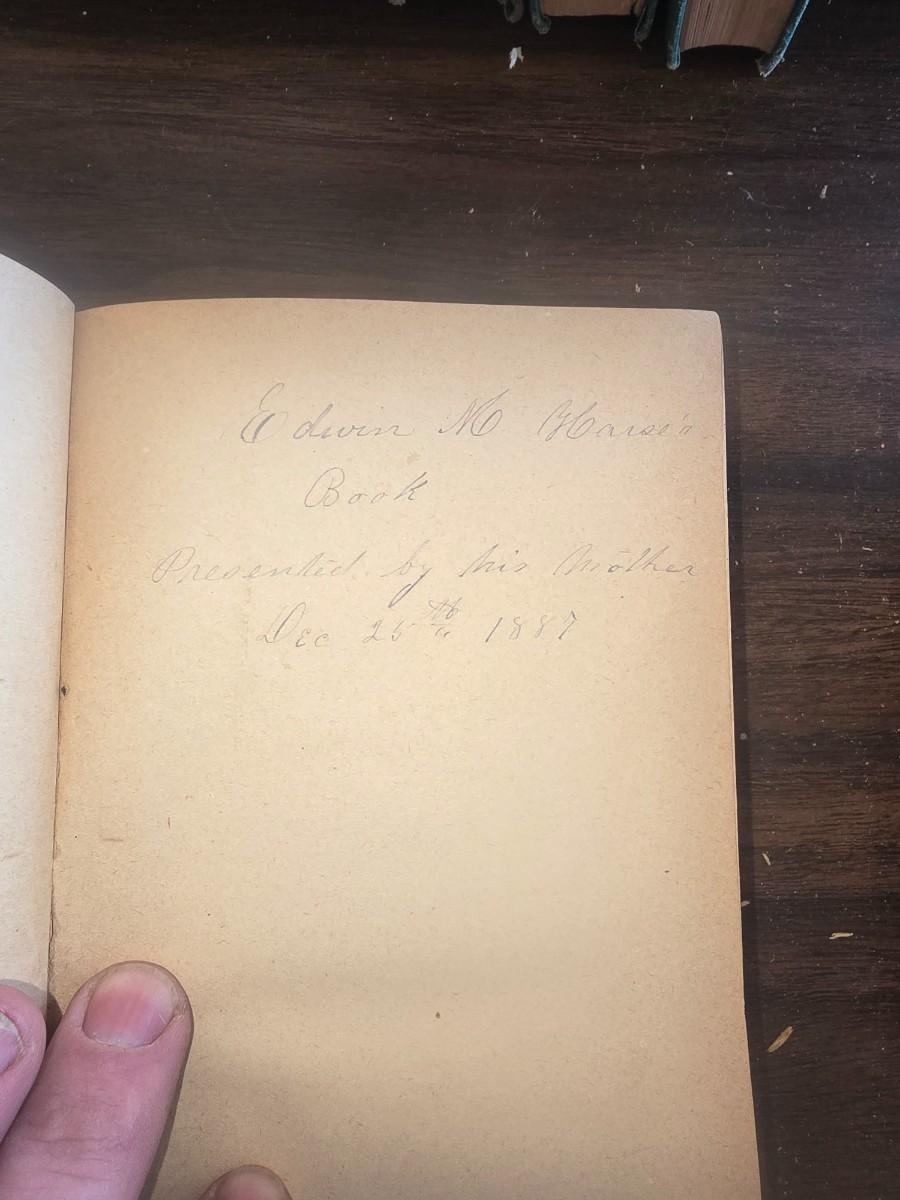 Edwin M
Book
Presented by his Mother
Dec 25th 1887